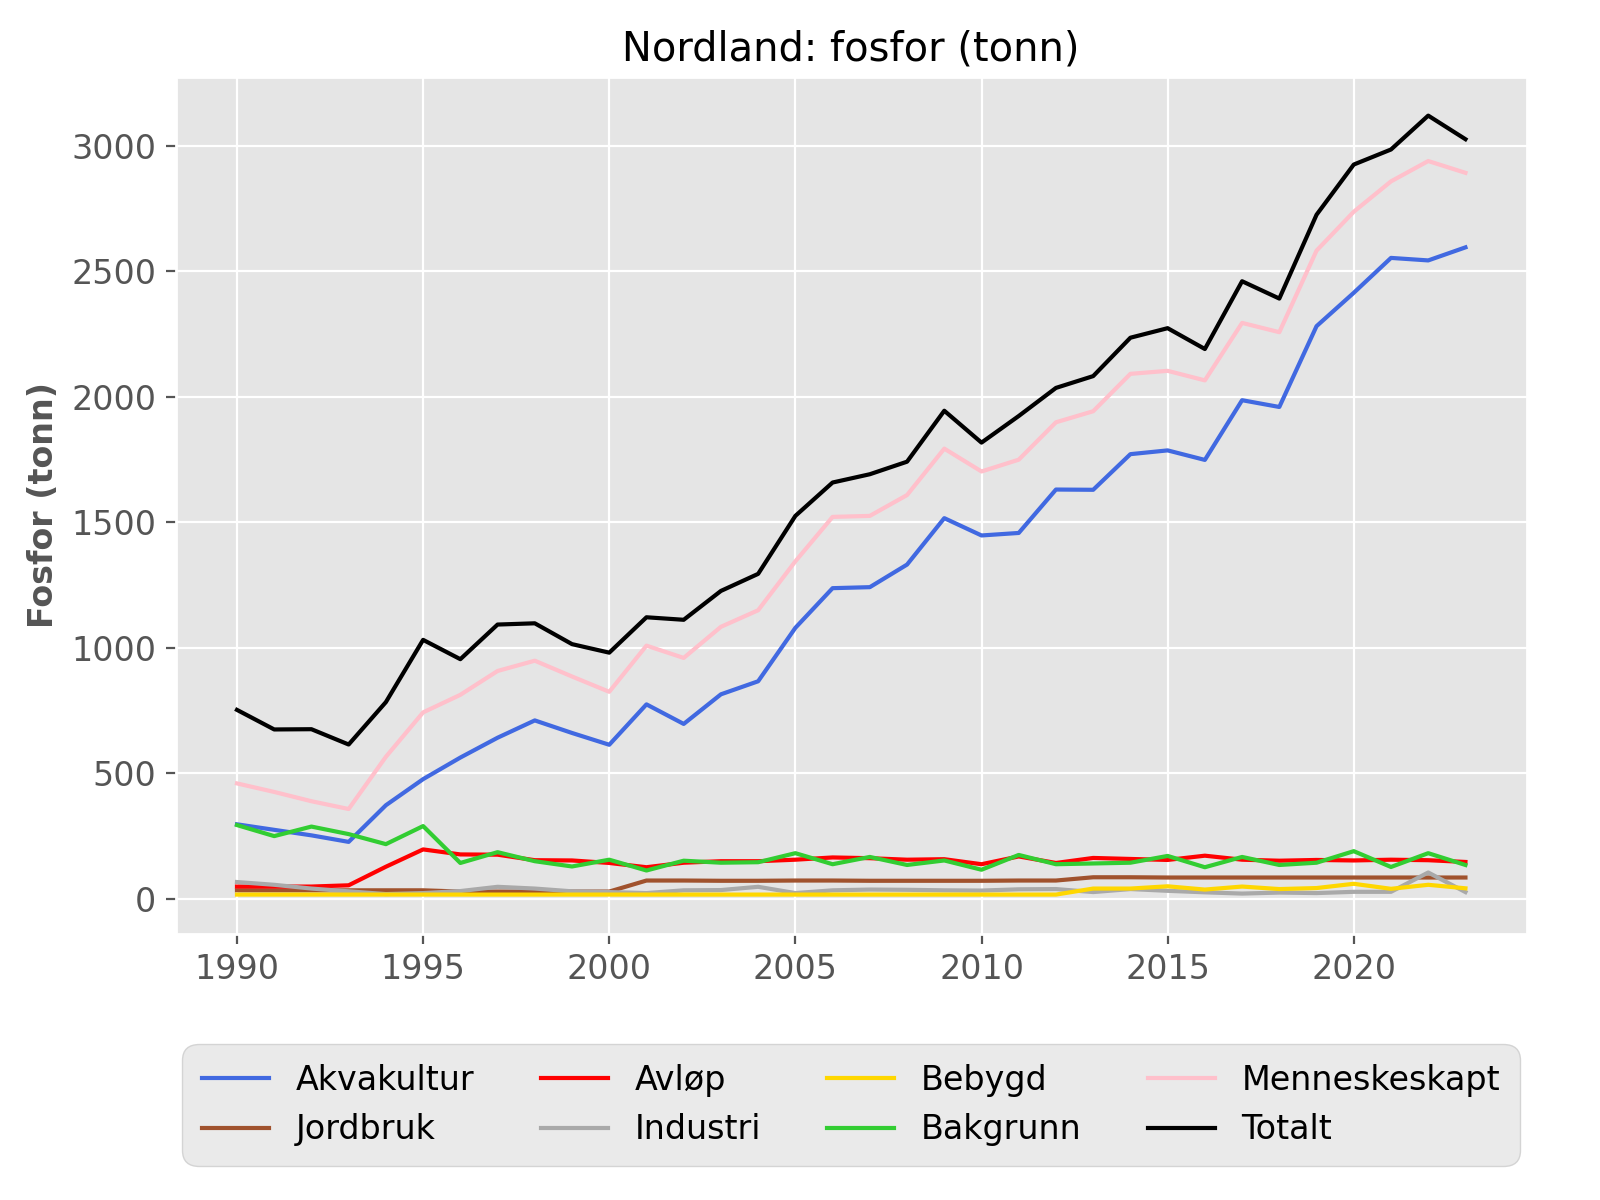 Nordland: fosfor (tonn)
Fosfor (tonn)
3000
2500
2000
1500
1000
500
0
1990 1995 2000 2005 2010 2015 2020
Akvakultur Avløp Bebygd Menneskeskapt
Jordbruk Industri Bakgrunn Totalt